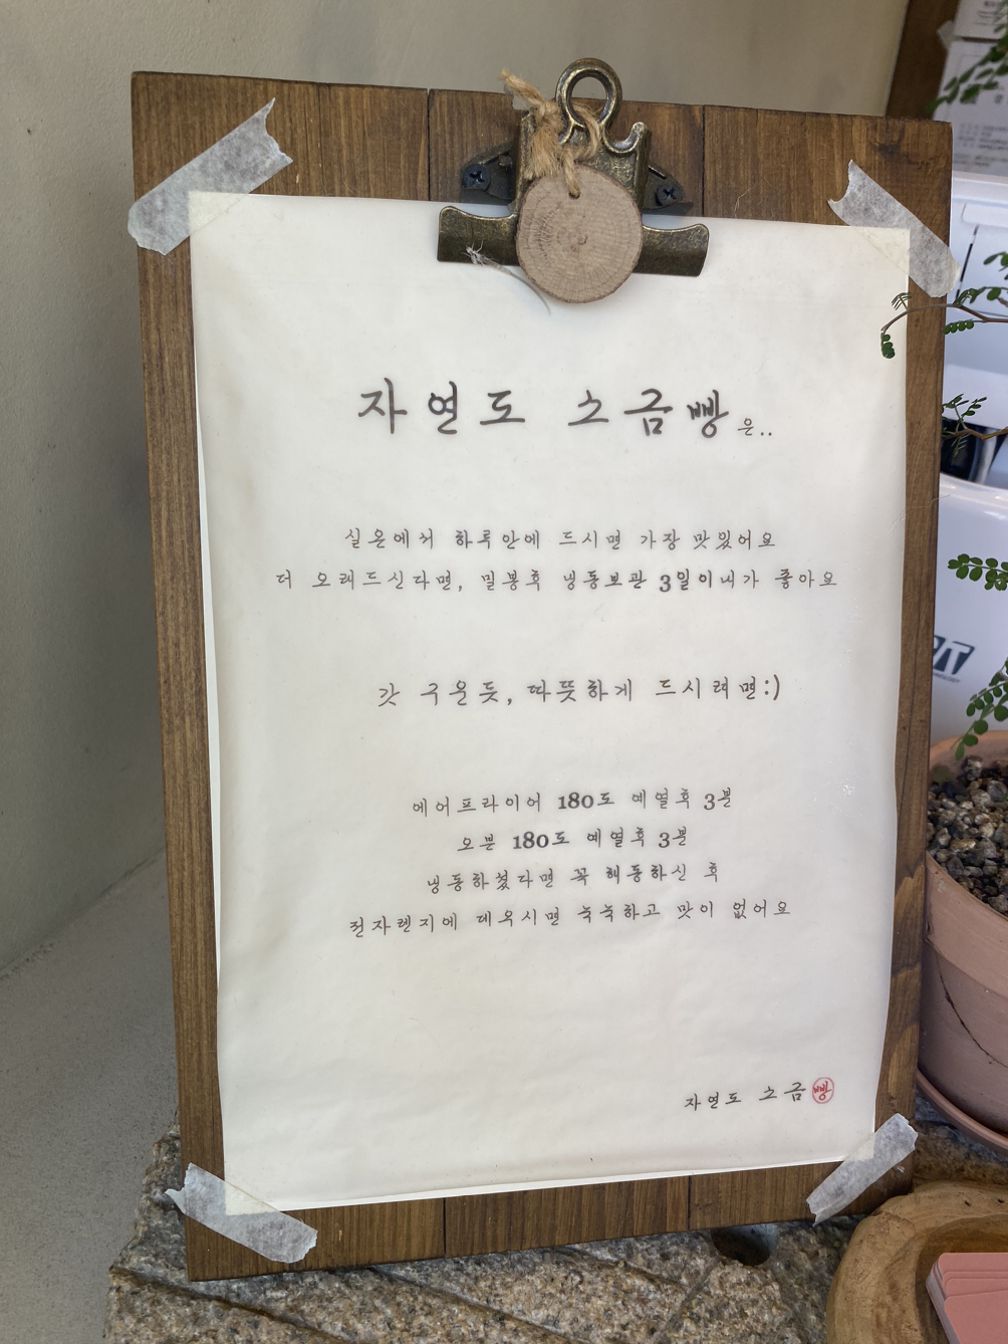 자연도 소금빵은..
실온에서 하루안에 드시면 가장 맛있어요
더 오래드신다면, 밀봉후 냉동보관 3일이내가 좋아요
갓 구운듯, 따뜻하게 드시려면:)
에어프라이어 180도 예열후 3분
오븐 180도 예열후 3분
냉동하셨다면 꼭 해동하신 후
전자렌지에 데우시면 눅눅하고 맛이 없어요
자연도 소금빵